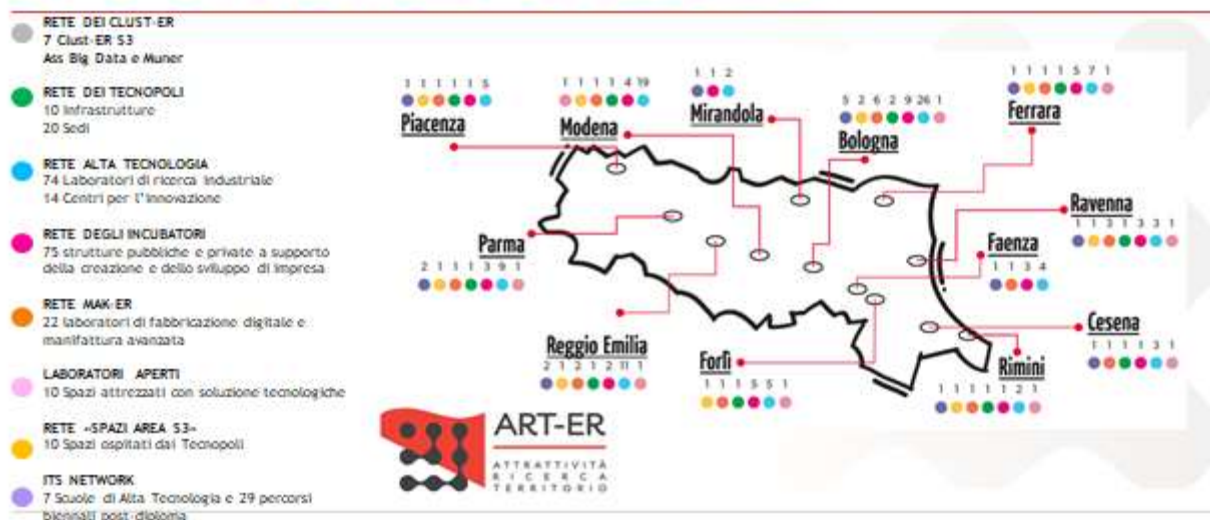 RETE DEI CLUST-ER
7 Clust-ER S3
Ass Big Data e Muner
RETE DEI TECNOPOLI
10 Infrastrutture
20 Sedi
RETE ALTA TECNOLOGIA
74 Laboratori di ricerca industriale
14 Centri per l'innovazione
RETE DEGLI INCUBATORI
75 strutture pubbliche e private a supporto
della creazione e dello sviluppo di impresa
RETE MAK-ER
22 laboratori di fabbricazione digitale e
manifattura avanzata
LABORATORI APERTI
10 Spazi attrezzati con soluzione tecnologiche
RETE «SPAZI AREA S3»
10 Spazi ospitati dai Tecnopoli
ITS NETWORK
7 Scuole di Alta Tecnologia e 29 percorsi
biennali post-diploma
1 1 1 1 1 5
Piacenza
1 1 1 1 4 19
Modena
1 1 2
Mirandola
5 2 6 2 9 26 1
Bologna
1 1 1 1 5 7 1
Ferrara
Ravenna
1 1 3 1 3 3 1
Faenza
1 1 3 4
Parma
2 1 1 1 3 9 1
Cesena
1 1 1 1 3 1
Reggio Emilia
2 1 3 1 2 11 1
Forlì
1 1 1 5 5 1
Rimini
1 1 1 1 1 2 1
ART-ER
ATTRATTIVITÀ
RICERCA
TERRITORIO